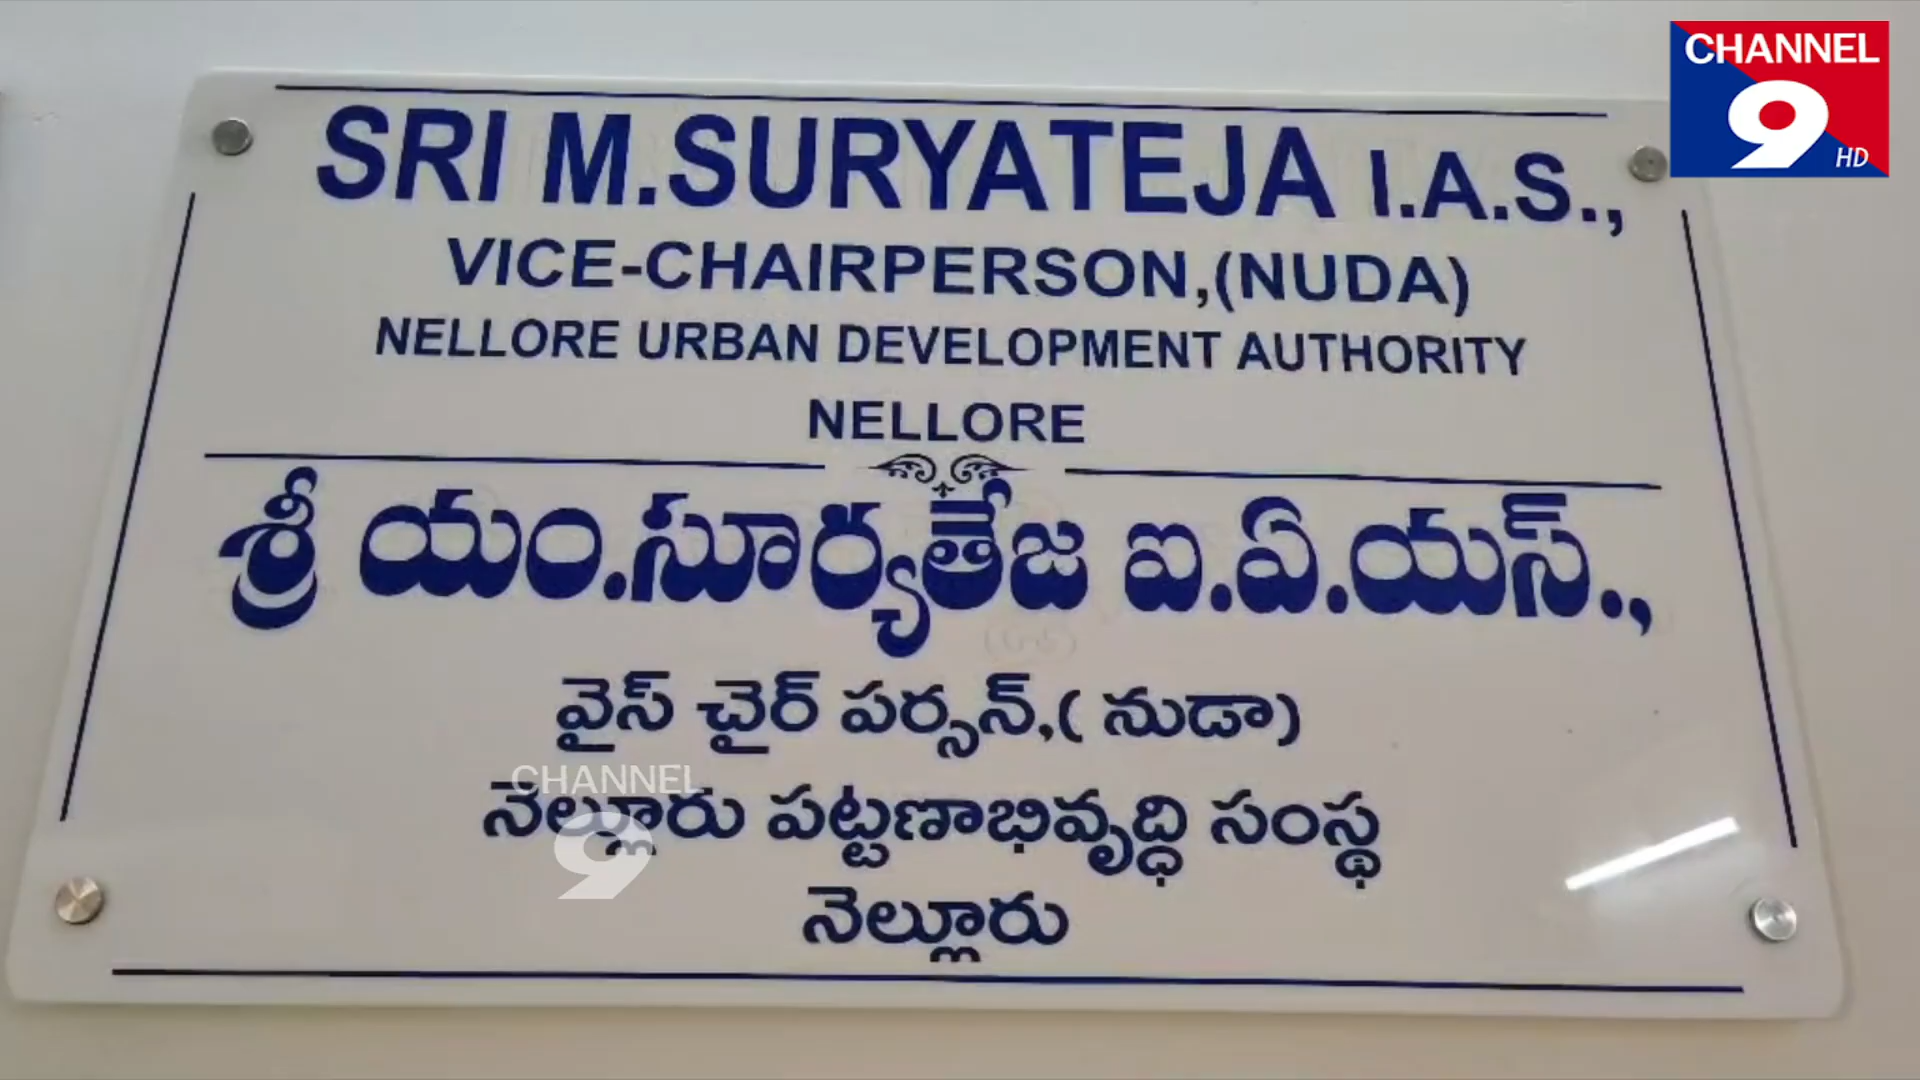 CHANNEL
9
HD
SRI M.SURYATEJA I.A.S.,
VICE-CHAIRPERSON,(NUDA)
NELLORE URBAN DEVELOPMENT AUTHORITY
NELLORE
శ్రీ యం.సూర్యతేజ ఐ.ఏ.యస్.,
వైస్ చైర్ పర్సన్,( నుడా)
CHANNEL
నెల్లూరు పట్టణాభివృద్ధి సంస్థ
9
నెల్లూరు